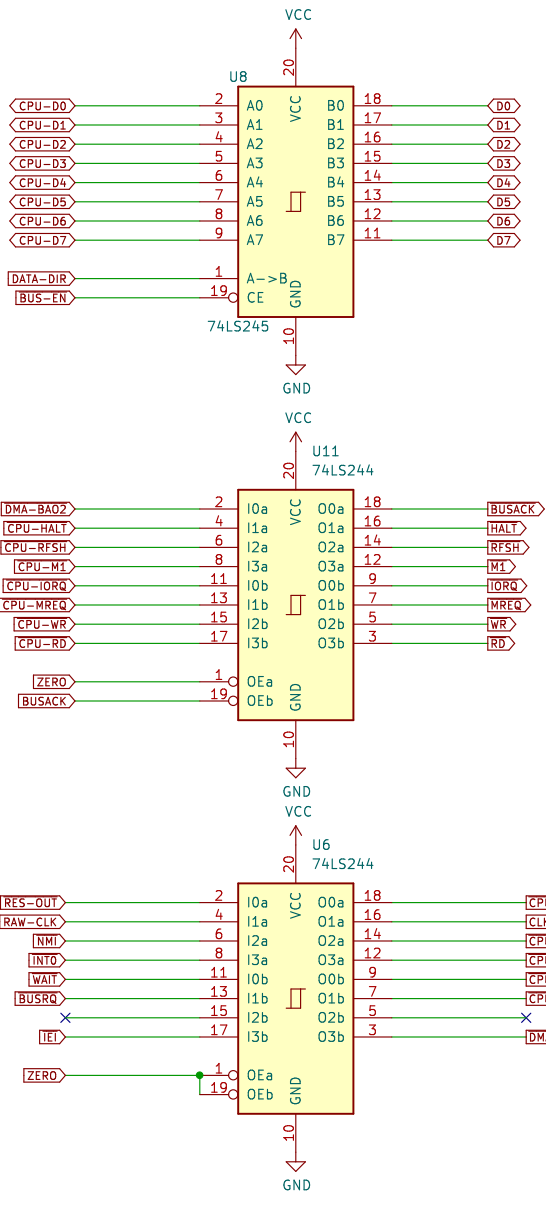 VCC
20
U8
CPU-D0 2 A0 VCC B0 18 D0
CPU-D1 3 A1 B1 17 D1
CPU-D2 4 A2 B2 16 D2
CPU-D3 5 A3 B3 15 D3
CPU-D4 6 A4 B4 14 D4
CPU-D5 7 A5 B5 13 D5
CPU-D6 8 A6 B6 12 D6
CPU-D7 9 A7 B7 11 D7
DATA-DIR 1 A->B
BUS-EN 19 CE GND
74LS245 10
GND
VCC
U11
20 74LS244
DMA-BAO2 2 I0a VCC O0a 18 BUSACK
CPU-HALT 4 I1a O1a 16 HALT
CPU-RFSH 6 I2a O2a 14 RFSH
CPU-M1 8 I3a O3a 12 M1
CPU-IORQ 11 I0b O0b 9 IORQ
CPU-MREQ 13 I1b O1b 7 MREQ
CPU-WR 15 I2b O2b 5 WR
CPU-RD 17 I3b O3b 3 RD
ZERO 1 OEa
BUSACK 19 OEb GND
10
GND
VCC
U6
20 74LS244
RES-OUT 2 I0a VCC O0a 18 CP
RAW-CLK 4 I1a O1a 16 CL
NMI 6 I2a O2a 14 CP
INT0 8 I3a O3a 12 CP
WAIT 11 I0b O0b 9 CP
BUSRQ 13 I1b O1b 7 CP
15 I2b O2b 5
IEI 17 I3b O3b 3 DM
ZERO 1 OEa
19 OEb GND
10
GND